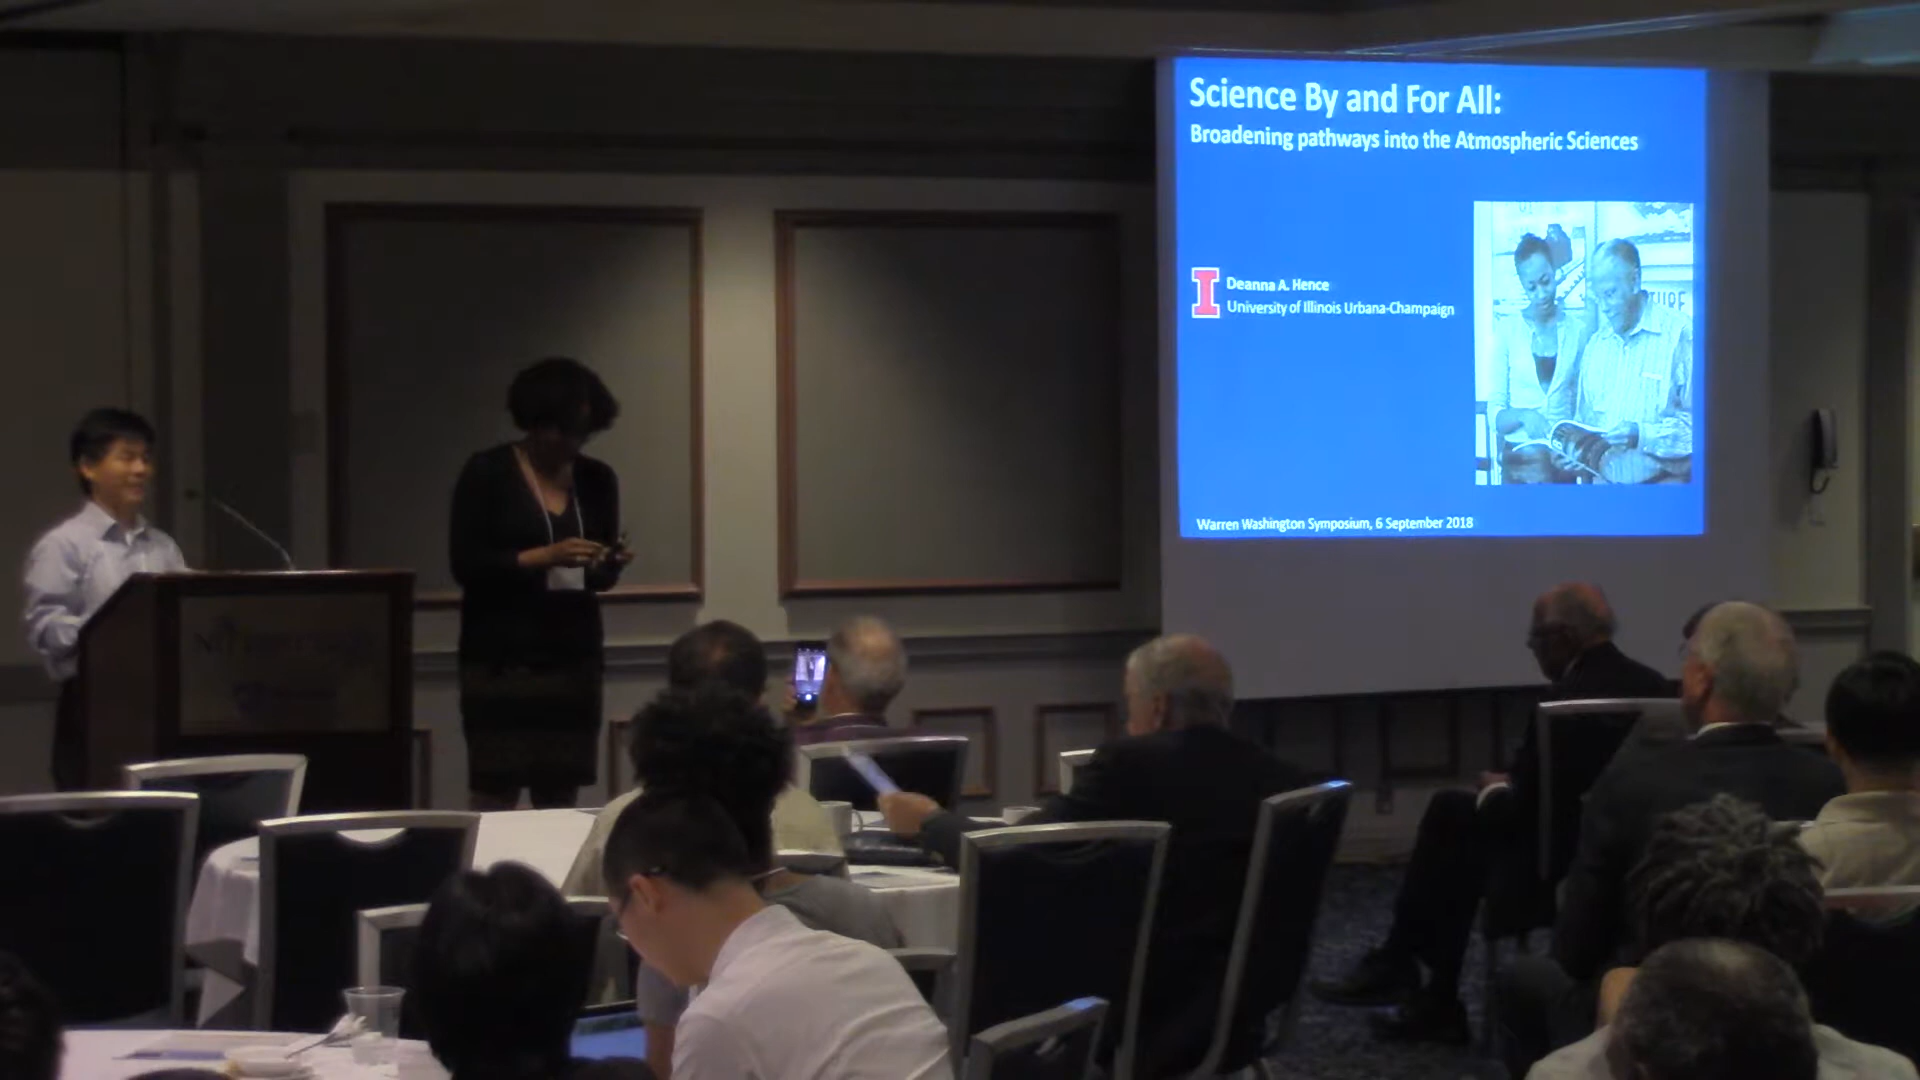 Science By and For All:
Broadening pathways into the Atmospheric Sciences
TURE
I
Deanna A. Hence
University of Illinois Urbana-Champaign
Warren Washington Symposium, 6 September 2018